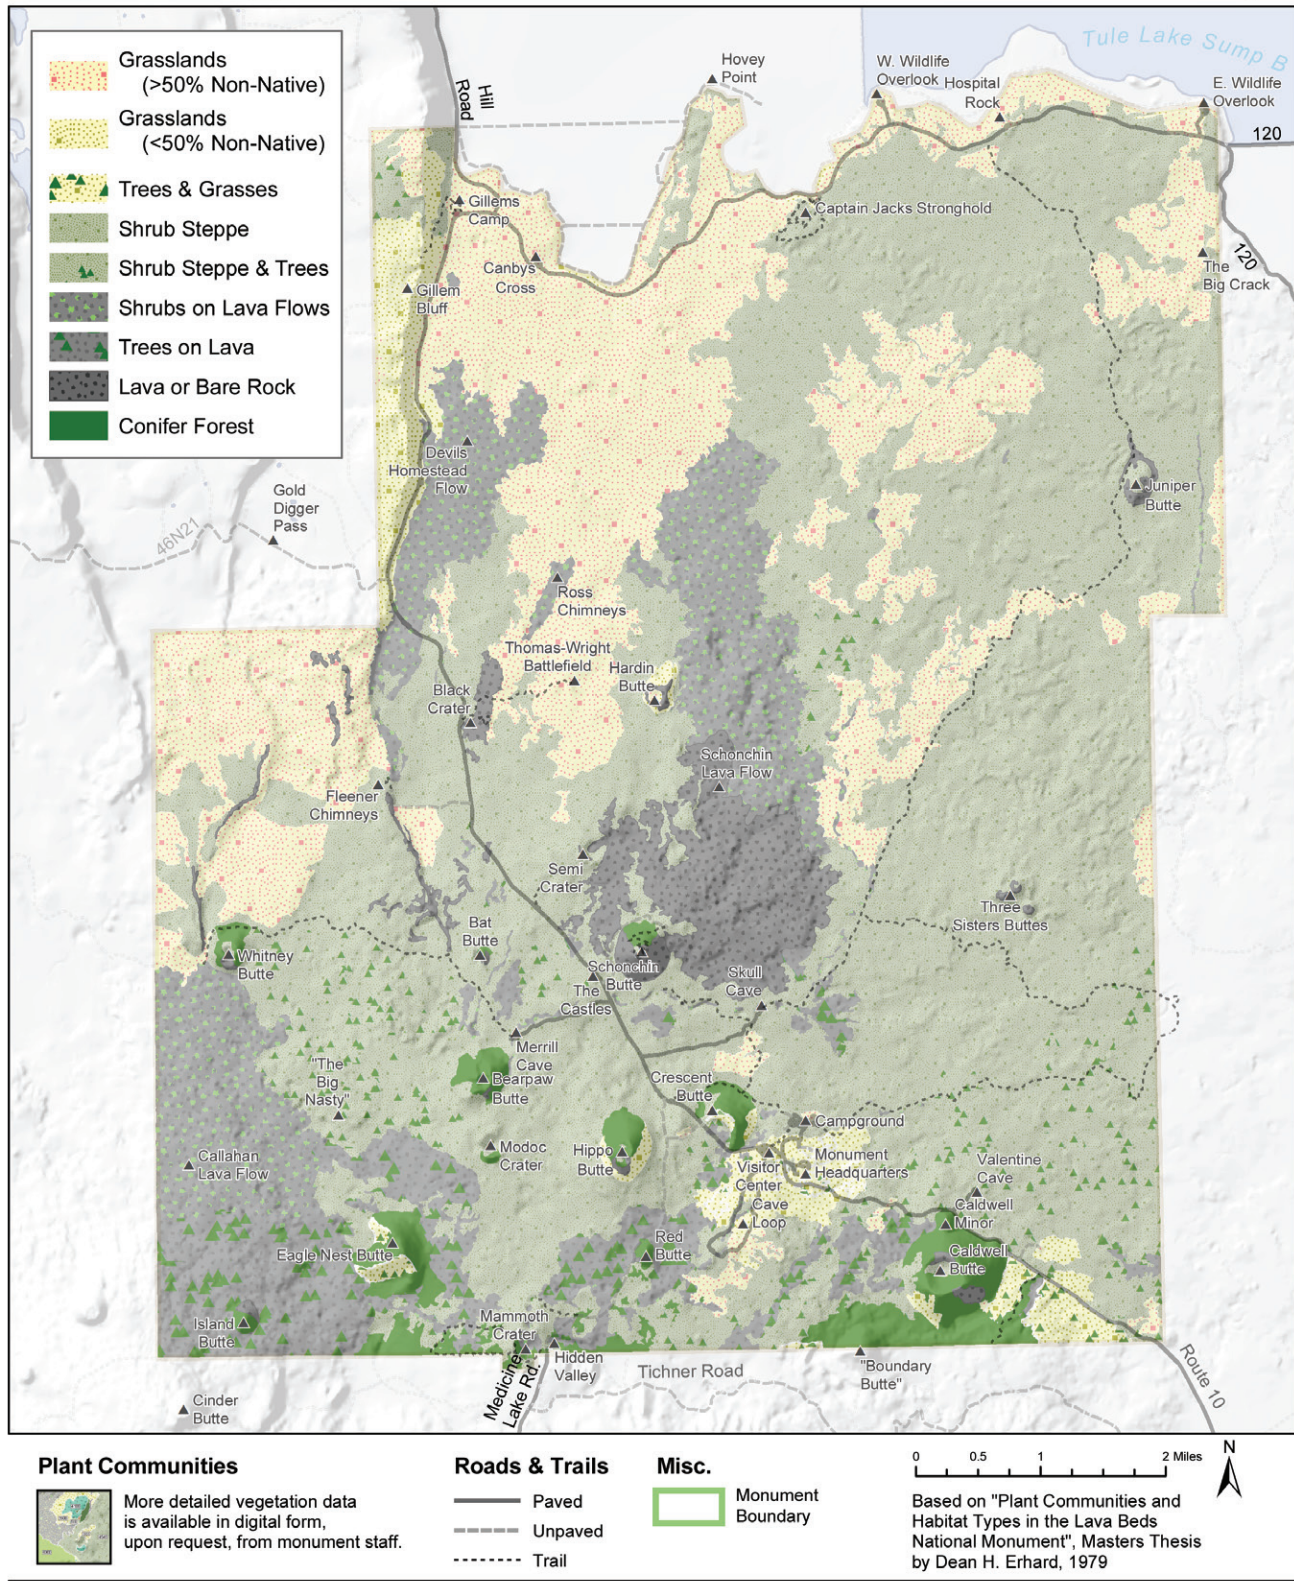 Grasslands
(>50% Non-Native)
Grasslands
(<50% Non-Native)
Trees & Grasses
Shrub Steppe
Shrub Steppe & Trees
Shrubs on Lava Flows
Trees on Lava
Lava or Bare Rock
Conifer Forest
Hill
Road
Hovey
Point
W. Wildlife
Overlook
Hospital
Rock
Tule Lake Sump B
E. Wildlife
Overlook
120
Gillems
Camp
Captain Jacks Stronghold
Canbys
Cross
120
The
Big Crack
Gillem
Bluff
Devils
Homestead
Flow
Gold
Digger
Pass
46N21
Juniper
Butte
Ross
Chimneys
Thomas-Wright
Battlefield
Hardin
Butte
Black
Crater
Schonchin
Lava Flow
Fleener
Chimneys
Semi
Crater
Three
Sisters Buttes
Bat
Butte
Whitney
Butte
Schonchin
Butte
Skull
Cave
The
Castles
Merrill
Cave
"The
Big
Nasty"
Bearpaw
Butte
Crescent
Butte
Campground
Modoc
Crater
Hippo
Butte
Callahan
Lava Flow
Visitor
Center
Monument
Headquarters
Valentine
Cave
Cave
Loop
Caldwell
Minor
Eagle Nest Butte
Red
Butte
Caldwell
Butte
Island
Butte
Mammoth
Crater
Hidden
Valley
Medicine
Lake Rd.
Tichner Road
"Boundary
Butte"
Route 10
Cinder
Butte
Plant Communities
More detailed vegetation data
is available in digital form,
upon request, from monument staff.
Roads & Trails
Paved
Unpaved
Trail
Misc.
Monument
Boundary
0 0.5 1 2 Miles
N
Based on "Plant Communities and
Habitat Types in the Lava Beds
National Monument", Masters Thesis
by Dean H. Erhard, 1979